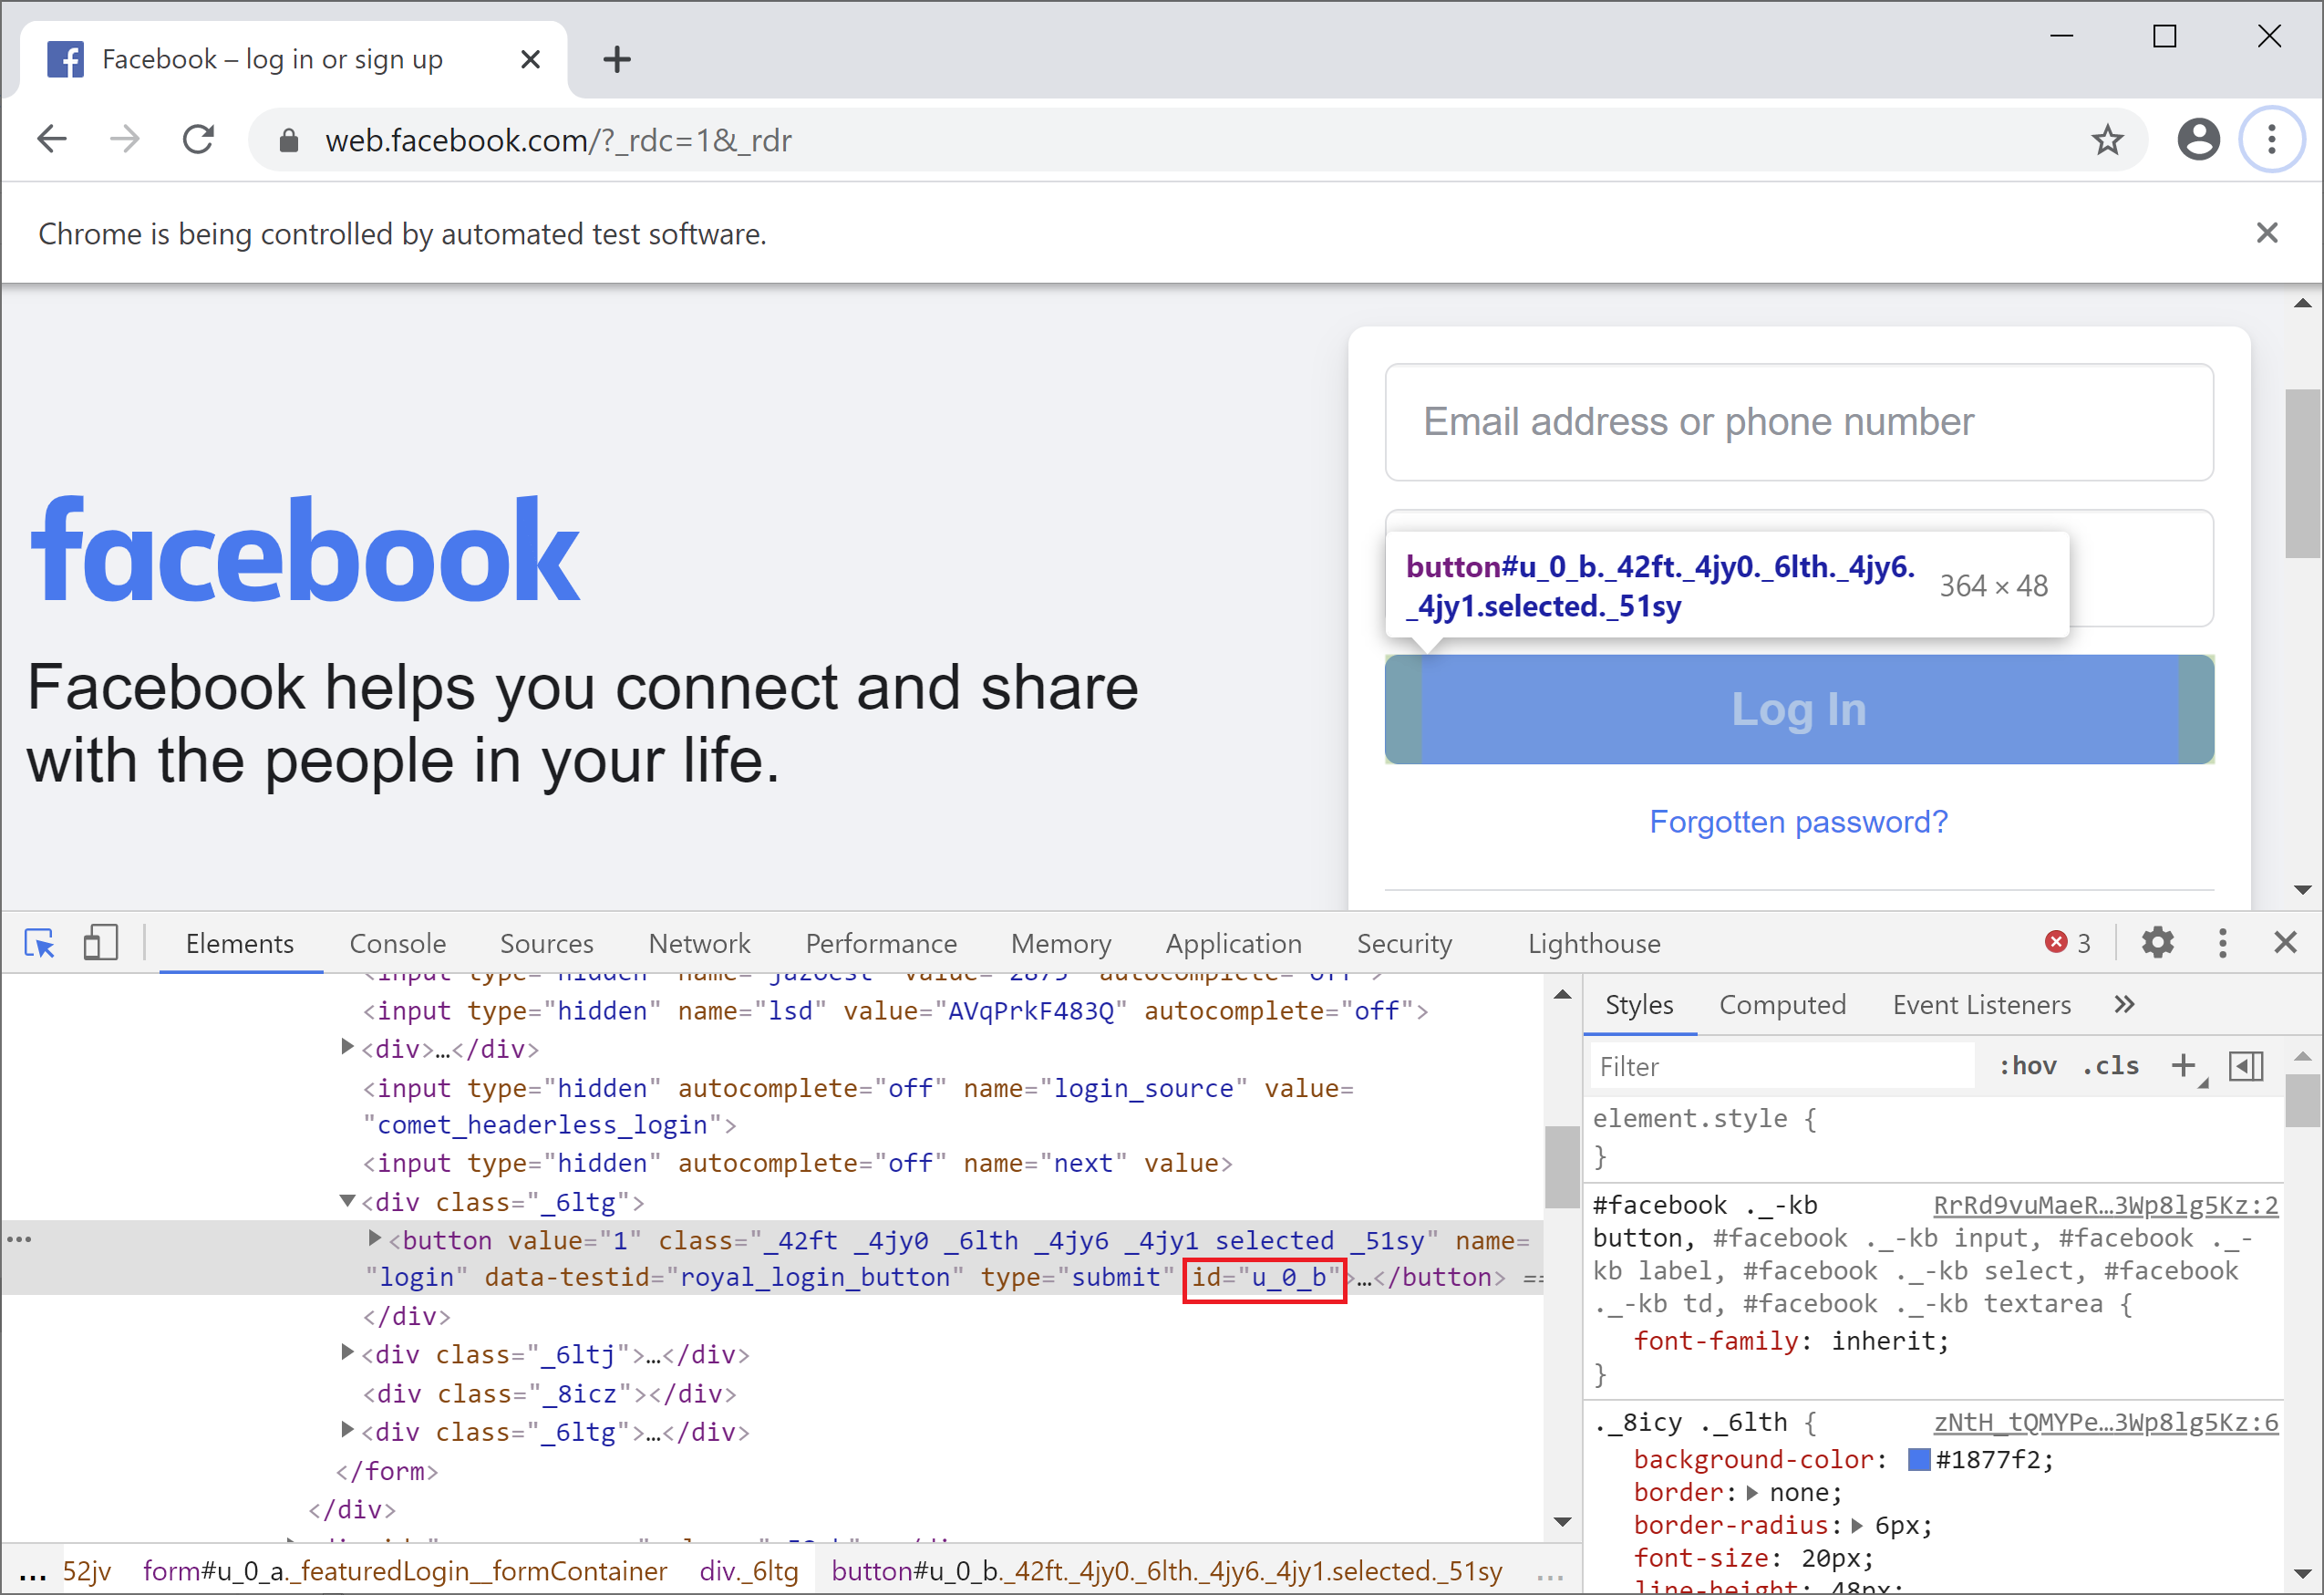 Facebook – log in or sign up
web.facebook.com/?_rdc=1&_rdr
Chrome is being controlled by automated test software.
Email address or phone number
facebook
button#u_0_b._42ft._4jy0._6lth._4jy6.
_4jy1.selected._51sy
364 × 48
Facebook helps you connect and share
with the people in your life.
Log In
Forgotten password?
Elements Console Sources Network Performance Memory Application Security Lighthouse 3
<input type="hidden" name="jazoest" value="2875" autocomplete="off">
<input type="hidden" name="lsd" value="AVqPrkF483Q" autocomplete="off">
<div>…</div>
<input type="hidden" autocomplete="off" name="login_source" value=
"comet_headerless_login">
<input type="hidden" autocomplete="off" name="next" value>
<div class="_6ltg">
<button value="1" class="_42ft _4jy0 _6lth _4jy6 _4jy1 selected _51sy" name=
"login" data-testid="royal_login_button" type="submit" id="u_0_b">…</button> ==
</div>
<div class="_6ltj">…</div>
<div class="_8icz"></div>
<div class="_6ltg">…</div>
</form>
</div>
... 52jv form#u_0_a._featuredLogin__formContainer div._6ltg button#u_0_b._42ft._4jy0._6lth._4jy6._4jy1.selected._51sy ...
Styles Computed Event Listeners »
Filter :hov .cls
element.style {
}
#facebook ._-kb RrRd9vuMaeR…3Wp8lg5Kz:2
button, #facebook ._-kb input, #facebook ._-
kb label, #facebook ._-kb select, #facebook
._-kb td, #facebook ._-kb textarea {
font-family: inherit;
}
._8icy ._6lth { zNtH_tQMYPe…3Wp8lg5Kz:6
background-color: #1877f2;
border: none;
border-radius: 6px;
font-size: 20px;
line-height: 48px;